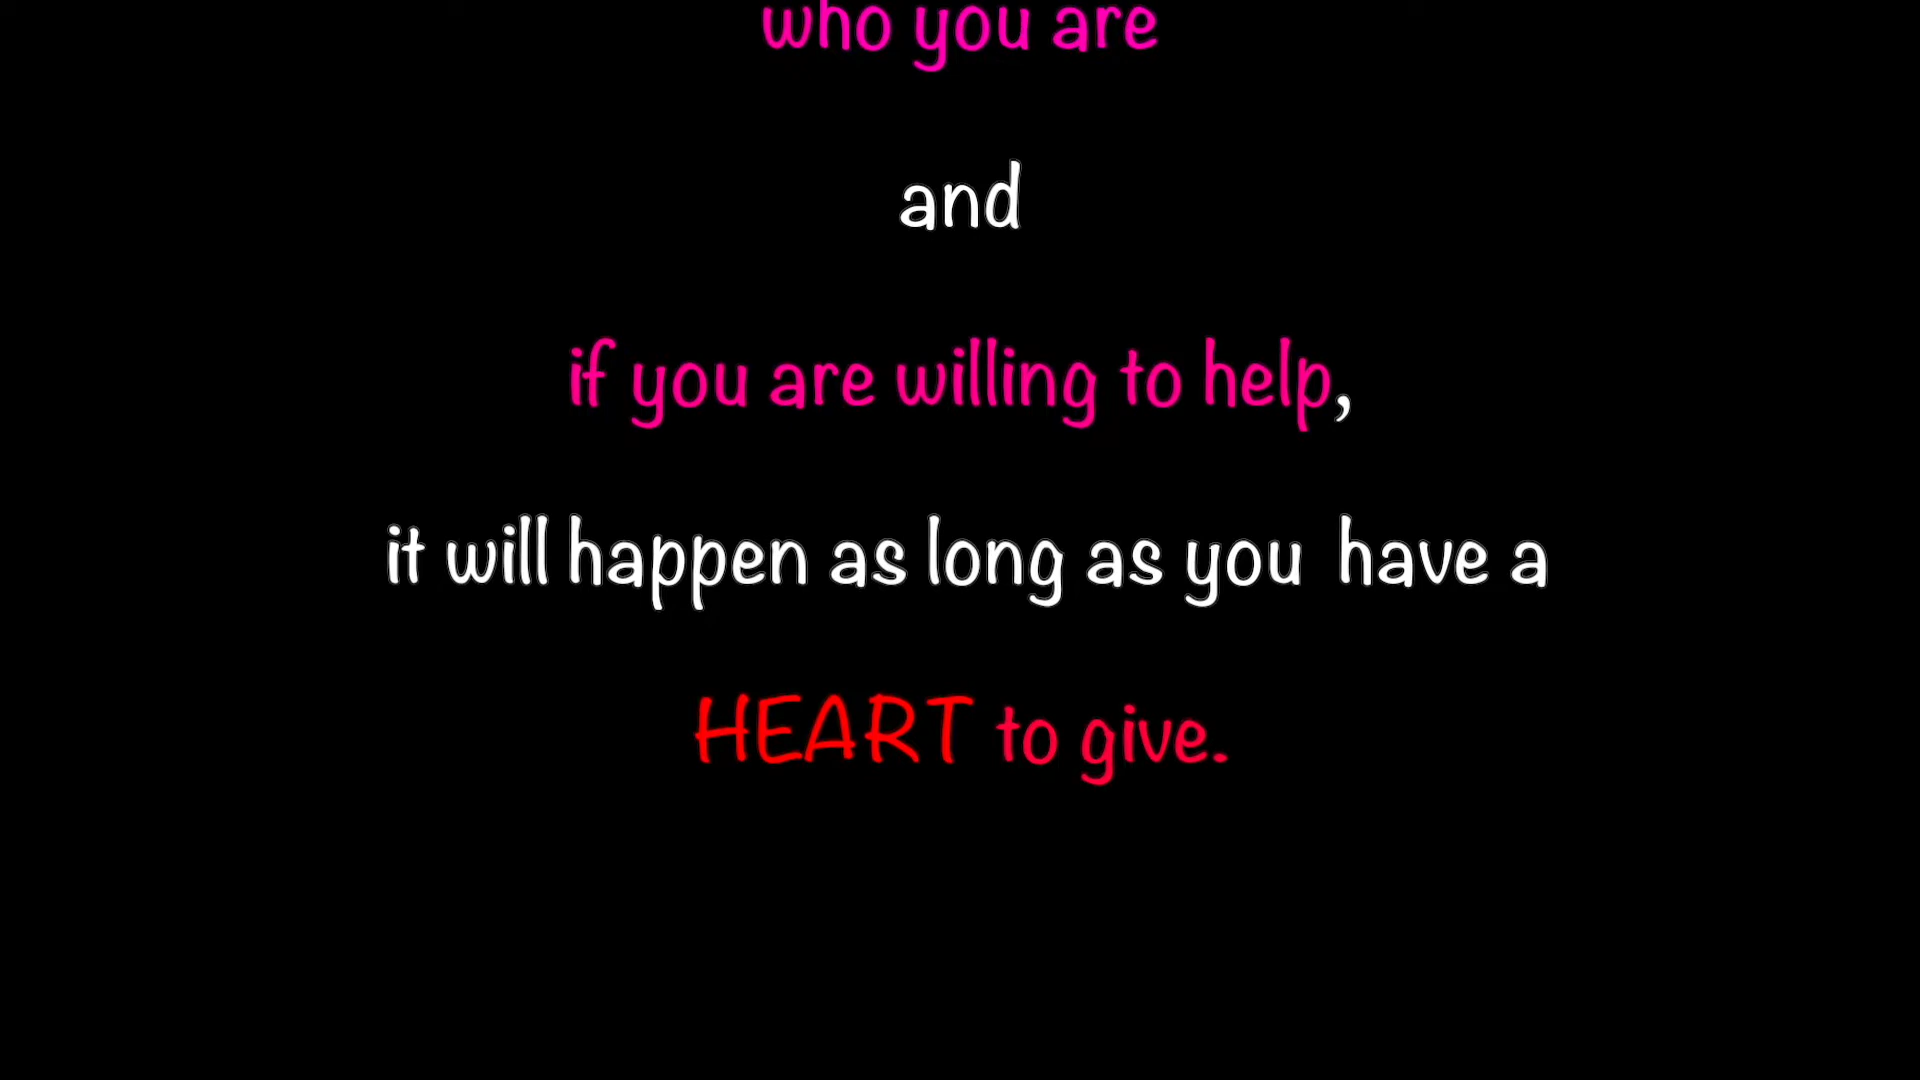 who you are
and
if you are willing to help,
it will happen as long as you have a
HEART to give.